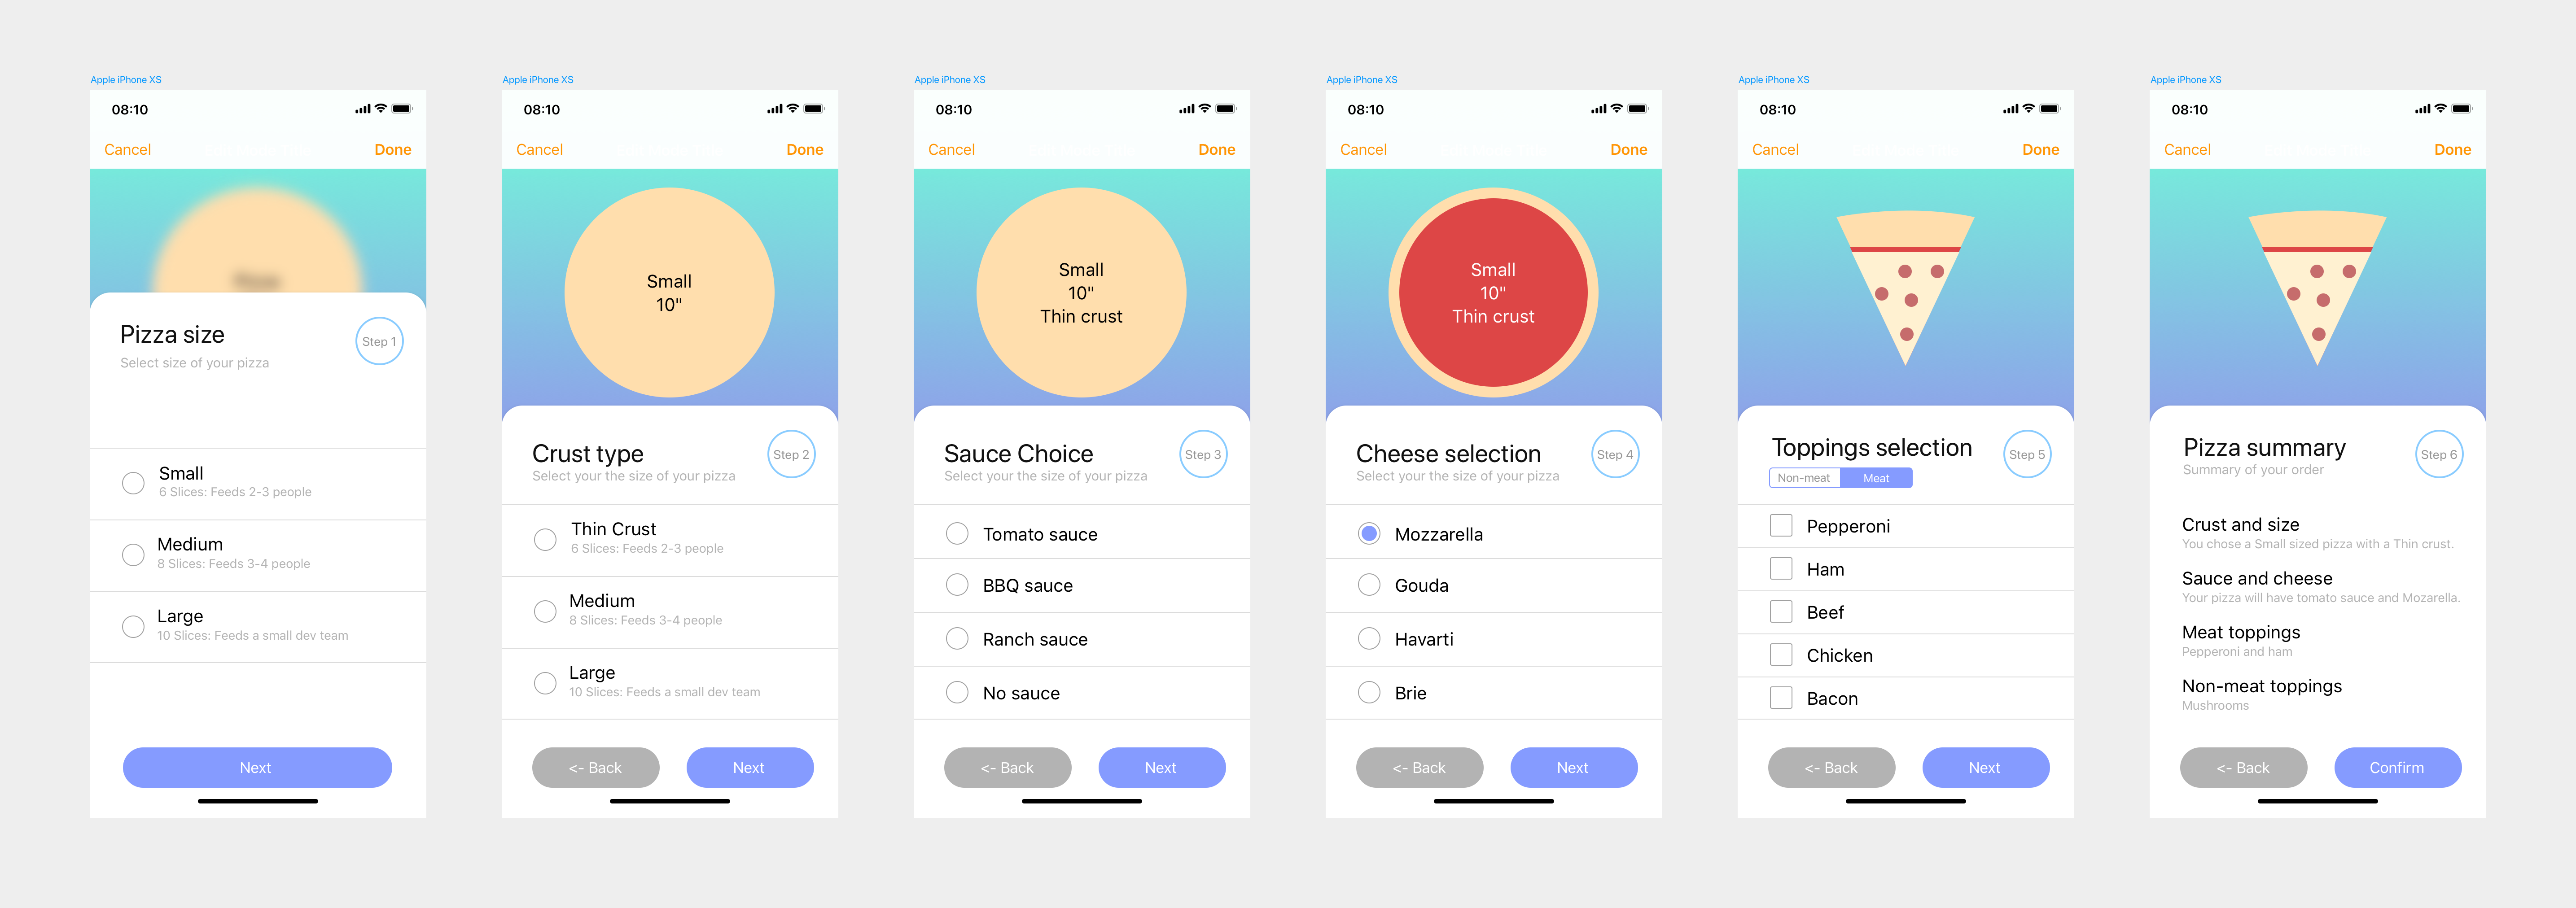 Apple iPhone XS
08:10
Cancel
Done
Pizza
Pizza size
Step 1
Select size of your pizza
Small
6 Slices: Feeds 2-3 people
Medium
8 Slices: Feeds 3-4 people
Large
10 Slices: Feeds a small dev team
Next
Apple iPhone XS
08:10
Cancel
Done
Small
10"
Crust type
Step 2
Select your the size of your pizza
Thin Crust
6 Slices: Feeds 2-3 people
Medium
8 Slices: Feeds 3-4 people
Large
10 Slices: Feeds a small dev team
<- Back
Next
Apple iPhone XS
08:10
Cancel
Done
Small
10"
Thin crust
Sauce Choice
Step 3
Select your the size of your pizza
Tomato sauce
BBQ sauce
Ranch sauce
No sauce
<- Back
Next
Apple iPhone XS
08:10
Cancel
Done
Small
10"
Thin crust
Cheese selection
Step 4
Select your the size of your pizza
Mozzarella
Gouda
Havarti
Brie
<- Back
Next
Apple iPhone XS
08:10
Cancel
Done
Toppings selection
Step 5
Non-meat
Meat
Pepperoni
Ham
Beef
Chicken
Bacon
<- Back
Next
Apple iPhone XS
08:10
Cancel
Done
Pizza summary
Step 6
Summary of your order
Crust and size
You chose a Small sized pizza with a Thin crust.
Sauce and cheese
Your pizza will have tomato sauce and Mozarella.
Meat toppings
Pepperoni and ham
Non-meat toppings
Mushrooms
<- Back
Confirm